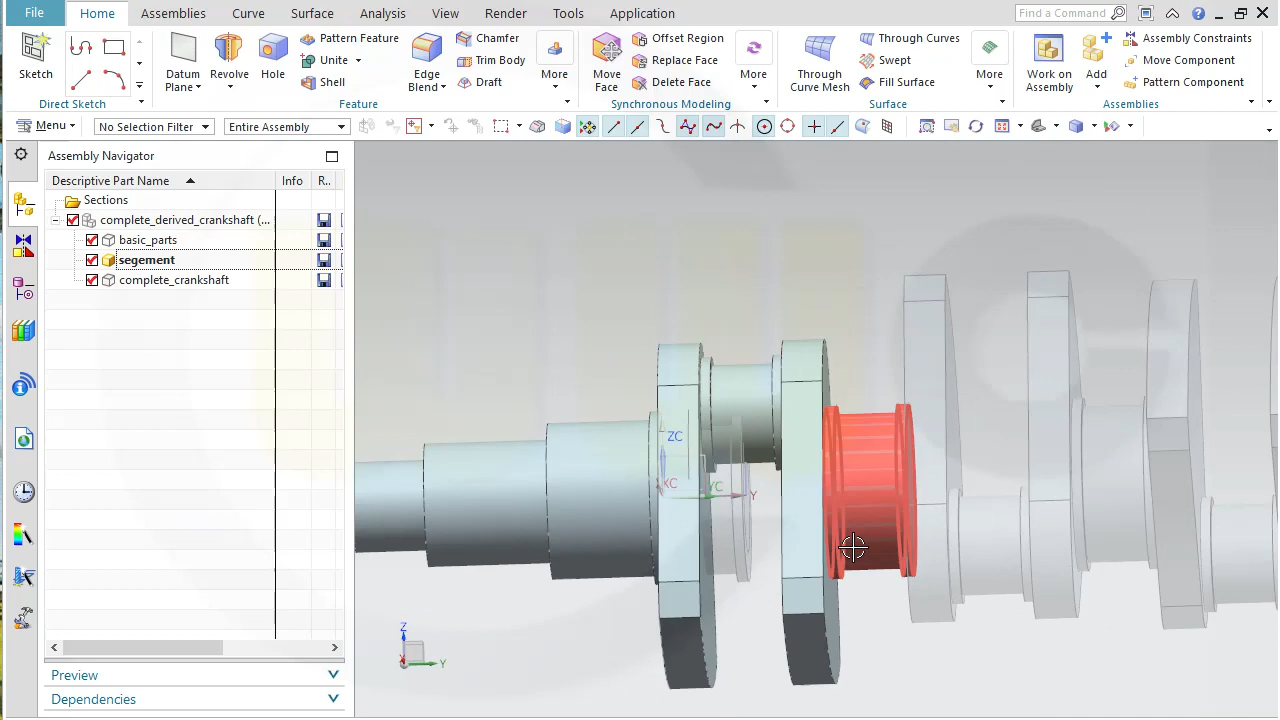 File Home Assemblies Curve Surface Analysis View Render Tools Application Find a Command
Sketch
Datum Plane
Revolve
Hole
Pattern Feature
Unite
Shell
Edge Blend
Chamfer
Trim Body
Draft
More
Move Face
Offset Region
Replace Face
Delete Face
More
Through Curve Mesh
Through Curves
Swept
Fill Surface
More
Work on Assembly
Add
Assembly Constraints
Move Component
Pattern Component
Direct Sketch Feature Synchronous Modeling Surface Assemblies
Menu No Selection Filter Entire Assembly
Assembly Navigator
Descriptive Part Name Info R..
Sections
complete_derived_crankshaft (...
basic_parts
segement
complete_crankshaft
ZC
XC YC Y
Z
X Y
Preview
Dependencies